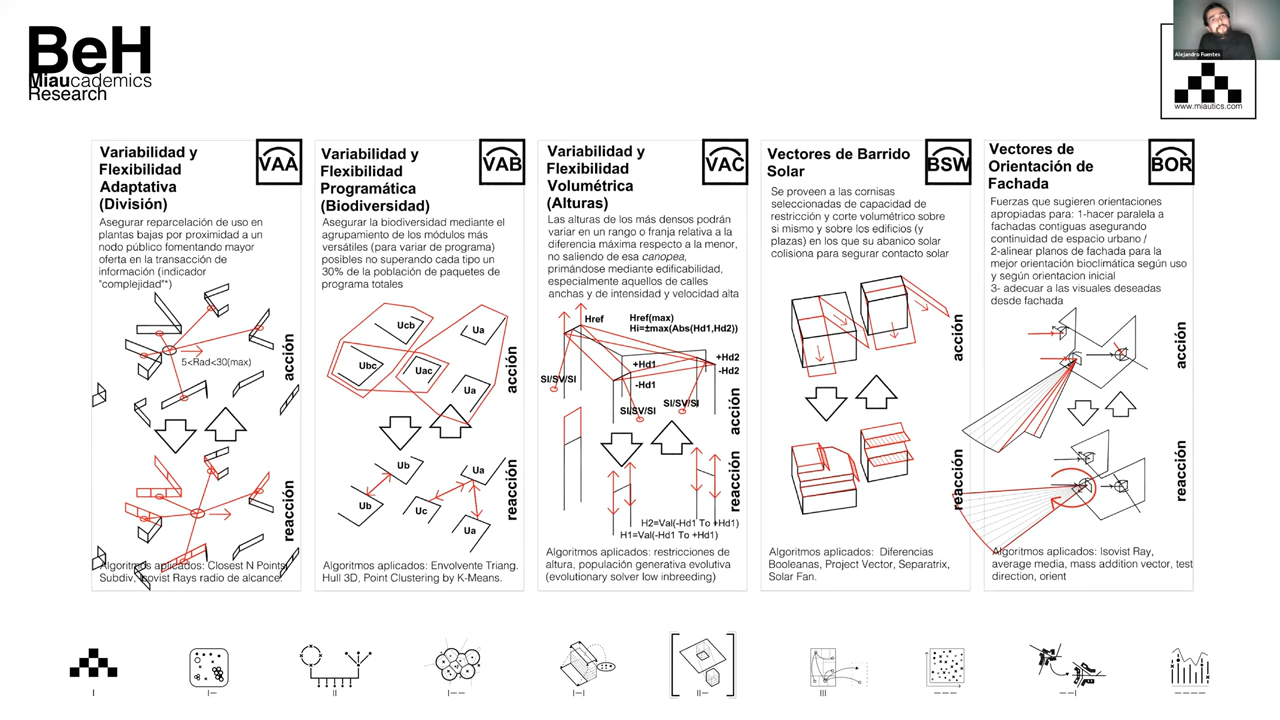 BeH
Miaucademics
Research
Alejandro Fuentes
www.miautics.com
Variabilidad y
Flexibilidad
Adaptativa
(División)
VAA
Asegurar reparcelación de uso en
plantas bajas por proximidad a un
nodo público fomentando mayor
oferta en la transacción de
información (indicador
"complejidad"*)
5<Rad<30(max)
acción
reacción
Algoritmos aplicados: Closest N Points,
Subdiv, Isovist Rays radio de alcance.
Variabilidad y
Flexibilidad
Programática
(Biodiversidad)
VAB
Asegurar la biodiversidad mediante el
agrupamiento de los módulos más
versátiles (para variar de programa)
posibles no superando cada tipo un
30% de la población de paquetes de
programa totales
Ucb
Ua
Ubc
Uac
Ua
acción
Ub
Ua
Ub
Uc
Ua
reacción
Algoritmos aplicados: Envolvente Triang.
Hull 3D, Point Clustering by K-Means.
Variabilidad y
Flexibilidad
Volumétrica
(Alturas)
VAC
Las alturas de los más densos podrán
variar en un rango o franja relativa a la
diferencia máxima respecto a la menor,
no saliendo de esa canopea,
primándose mediante edificabilidad,
especialmente aquellos de calles
anchas y de intensidad y velocidad alta
Href
Href(max)
Hi=±max(Abs(Hd1,Hd2))
+Hd1
-Hd1
+Hd2
-Hd2
SI/SV/SI
SI/SV/SI
SI/SV/SI
acción
reacción
H2=Val(-Hd1 To +Hd1)
H1=Val(-Hd1 To +Hd1)
Algoritmos aplicados: restricciones de
altura, población generativa evolutiva
(evolutionary solver low inbreeding)
Vectores de Barrido
Solar
BSW
Se proveen a las cornisas
seleccionadas de capacidad de
restricción y corte volumétrico sobre
si mismo y sobre los edificios (y
plazas) en los que su abanico solar
colisiona para segurar contacto solar
acción
reacción
Algoritmos aplicados: Diferencias
Booleanas, Project Vector, Separatrix,
Solar Fan.
Vectores de
Orientación de
Fachada
BOR
Fuerzas que sugieren orientaciones
apropiadas para: 1-hacer paralela a
fachadas contiguas asegurando
continuidad de espacio urbano /
2-alinear planos de fachada para la
mejor orientación bioclimática según uso
y según orientacion inicial
3- adecuar a las visuales deseadas
desde fachada
acción
reacción
Algoritmos aplicados: Isovist Ray,
average media, mass addition vector, test
direction, orient
I
I—
II
I——
I—I
II—
III
———
——I
————